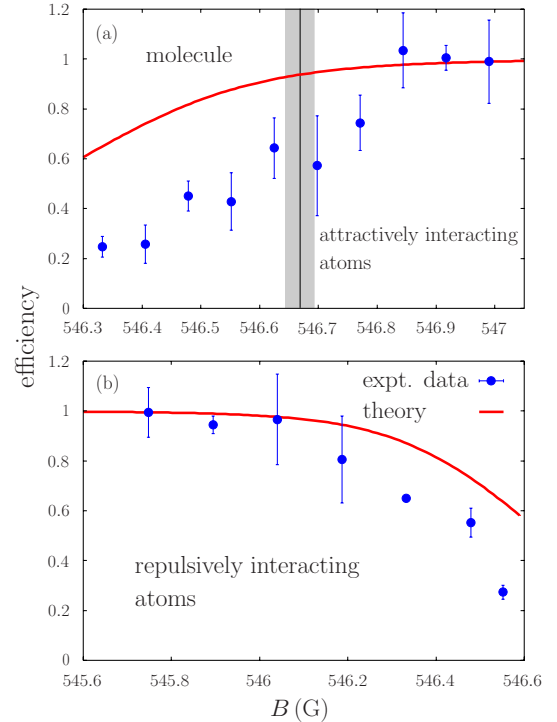 1.2
(a)
molecule
1
0.8
0.6
0.4
attractively interacting
0.2
atoms
0
546.3 546.4 546.5 546.6 546.7 546.8 546.9 547
efficiency
1.2
(b)
expt. data
1
theory
0.8
0.6
0.4
repulsively interacting
0.2
atoms
0
545.6 545.8 546 546.2 546.4 546.6
B (G)